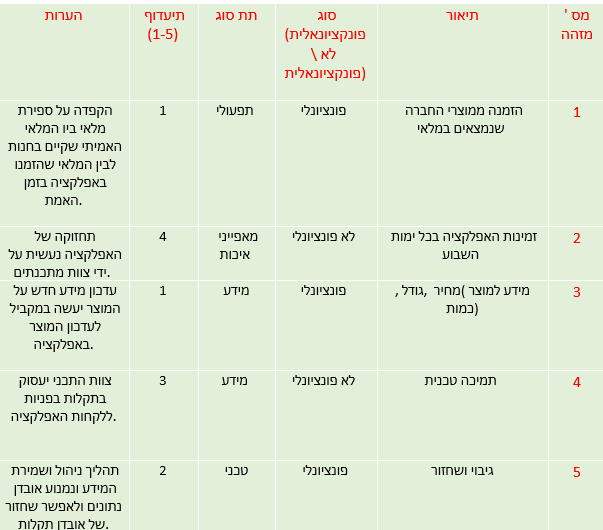 מס ' מזהה
תיאור
סוג
(פונקציונאלית
\ לא
פונקציונאלית)
תת סוג
תיעדוף
(1-5)
הערות
1
הזמנה ממוצרי החברה
שנמצאים במלאי
פונציונלי
תפעולי
1
הקפדה על ספירת
מלאי ביו המלאי
האמיתי שקיים בחנות
לבין המלאי שהזמנו
באפלקציה בזמן
האמת.
2
זמינות האפלקציה בכל ימות
השבוע
לא פונציונלי
מאפייני
איכות
4
תחזוקה של
האפלקציה נעשית על
ידי צוות מתכנתים.
3
מידע למוצר (מחיר ,גודל ,
כמות)
פונציונלי
מידע
1
עדכון מידע חדש על
המוצר יעשה במקביל
לעדכון המוצר
באפלקציה.
4
תמיכה טכנית
לא פונציונלי
מידע
3
צוות התכני יעסוק
בתקלות בפניות
ללקחות האפלקציה.
5
גיבוי ושחזור
פונציונלי
טכני
2
תהליך ניהול ושמירת
המידע ונמנוע אובדן
נתונים ולאפשר שחזור
של אובדן תקלות.